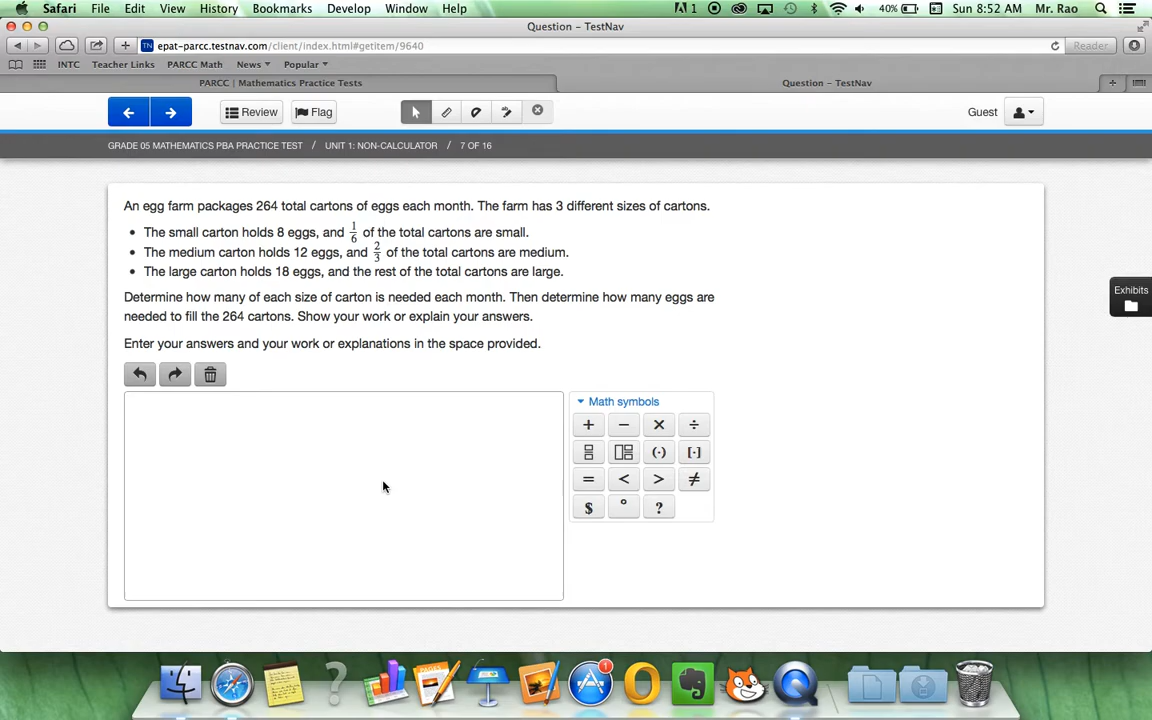 Safari File Edit View History Bookmarks Develop Window Help 1 40% Sun 8:52 AM Mr. Rao
Question – TestNav
TN epat-parcc.testnav.com/client/index.html#getitem/9640 Reader
INTC Teacher Links PARCC Math News Popular
PARCC | Mathematics Practice Tests Question – TestNav
Review Flag Guest
GRADE 05 MATHEMATICS PBA PRACTICE TEST / UNIT 1: NON-CALCULATOR / 7 OF 16
An egg farm packages 264 total cartons of eggs each month. The farm has 3 different sizes of cartons.
• The small carton holds 8 eggs, and 1/6 of the total cartons are small.
• The medium carton holds 12 eggs, and 2/3 of the total cartons are medium.
• The large carton holds 18 eggs, and the rest of the total cartons are large.
Exhibits
Determine how many of each size of carton is needed each month. Then determine how many eggs are
needed to fill the 264 cartons. Show your work or explain your answers.
Enter your answers and your work or explanations in the space provided.
Math symbols
+ − × ÷
(·) [·]
= < > ≠
$ ° ?
1